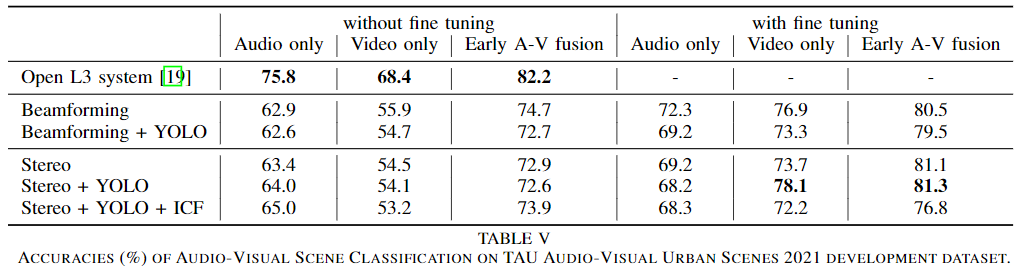 without fine tuning with fine tuning
Audio only Video only Early A-V fusion Audio only Video only Early A-V fusion
Open L3 system [19] 75.8 68.4 82.2 - - -
Beamforming 62.9 55.9 74.7 72.3 76.9 80.5
Beamforming + YOLO 62.6 54.7 72.7 69.2 73.3 79.5
Stereo 63.4 54.5 72.9 69.2 73.7 81.1
Stereo + YOLO 64.0 54.1 72.6 68.2 78.1 81.3
Stereo + YOLO + ICF 65.0 53.2 73.9 68.3 72.2 76.8
TABLE V
ACCURACIES (%) OF AUDIO-VISUAL SCENE CLASSIFICATION ON TAU AUDIO-VISUAL URBAN SCENES 2021 DEVELOPMENT DATASET.